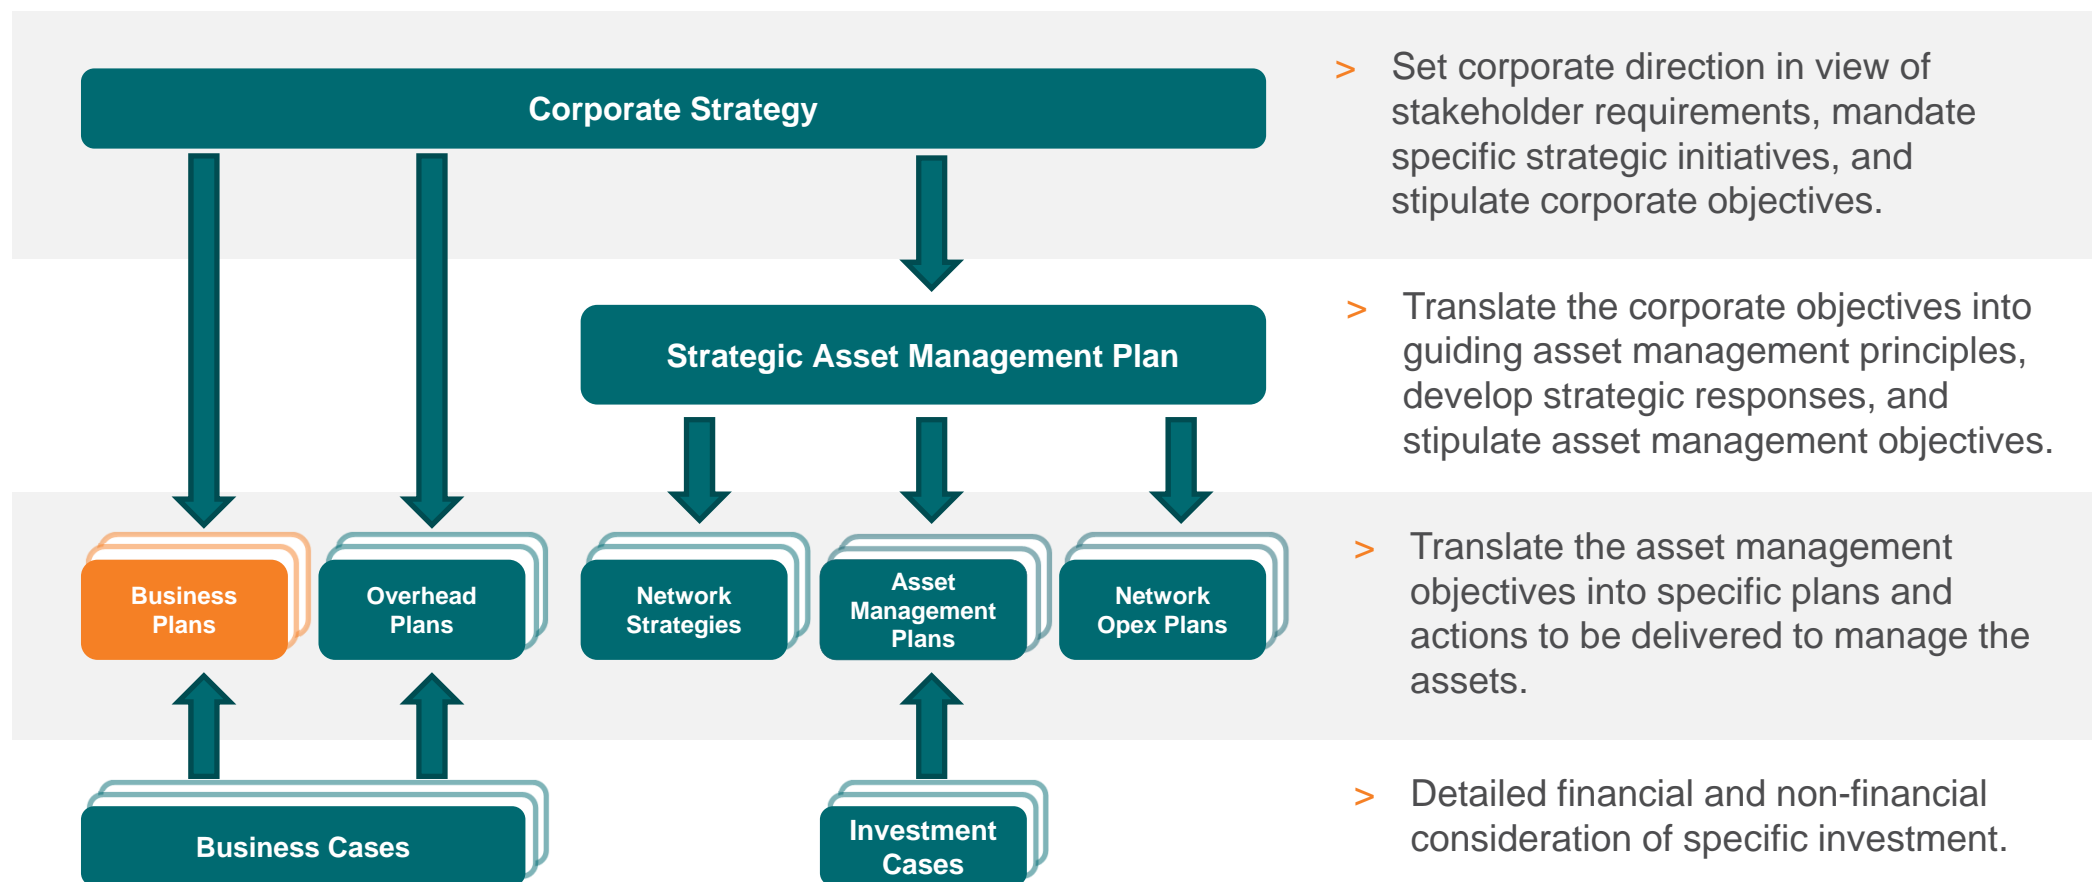 Corporate Strategy
> Set corporate direction in view of
stakeholder requirements, mandate
specific strategic initiatives, and
stipulate corporate objectives.
Strategic Asset Management Plan
> Translate the corporate objectives into
guiding asset management principles,
develop strategic responses, and
stipulate asset management objectives.
Business
Plans
Overhead
Plans
Network
Strategies
Asset
Management
Plans
Network
Opex Plans
> Translate the asset management
objectives into specific plans and
actions to be delivered to manage the
assets.
Business Cases
Investment
Cases
> Detailed financial and non-financial
consideration of specific investment.